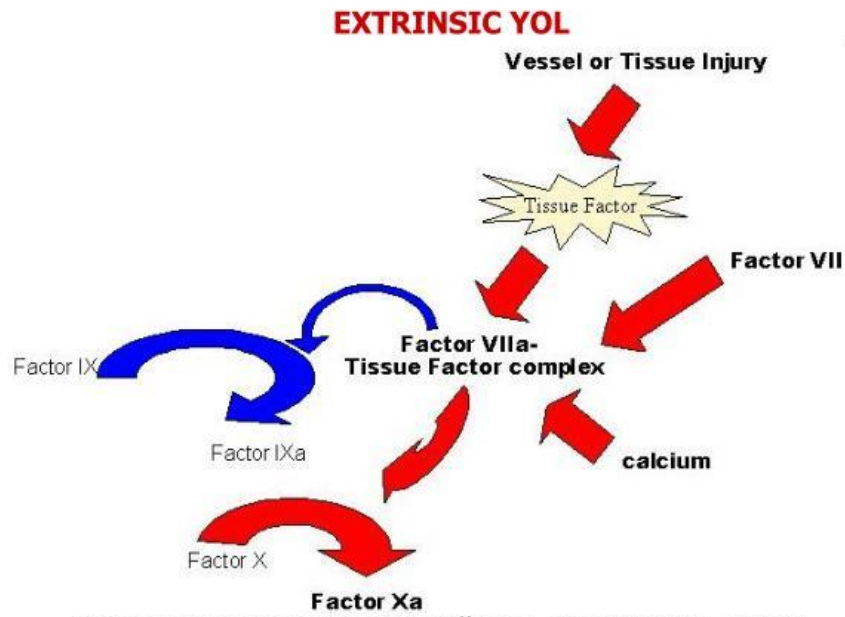 EXTRINSIC YOL
Vessel or Tissue Injury
Tissue Factor
Factor VII
Factor VIIa-
Tissue Factor complex
Factor IX
Factor IXa
calcium
Factor X
Factor Xa